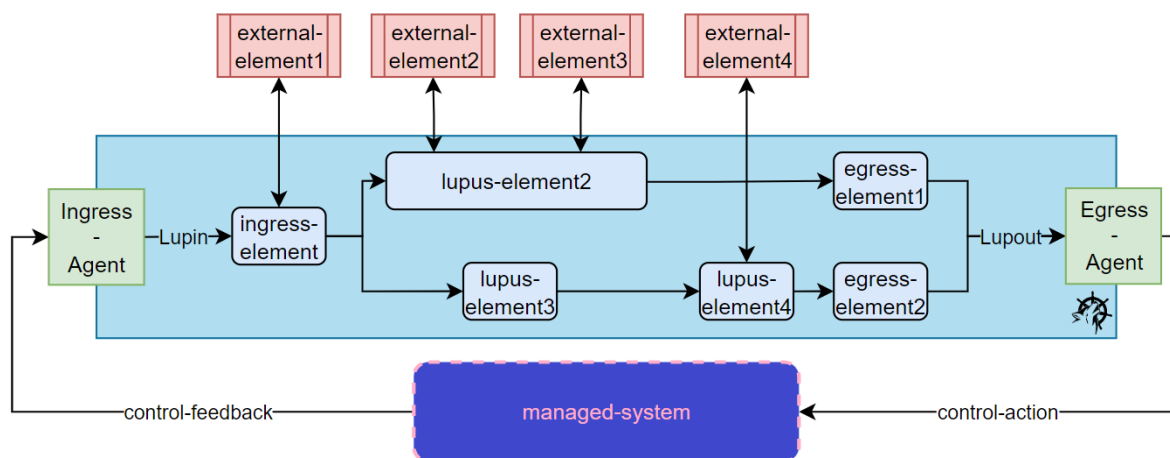 external-
element1
external-
element2
external-
element3
external-
element4
Ingress
-
Agent
Lupin
ingress-
element
lupus-element2
lupus-
element3
lupus-
element4
egress-
element1
egress-
element2
Lupout
Egress
-
Agent
control-feedback
managed-system
control-action